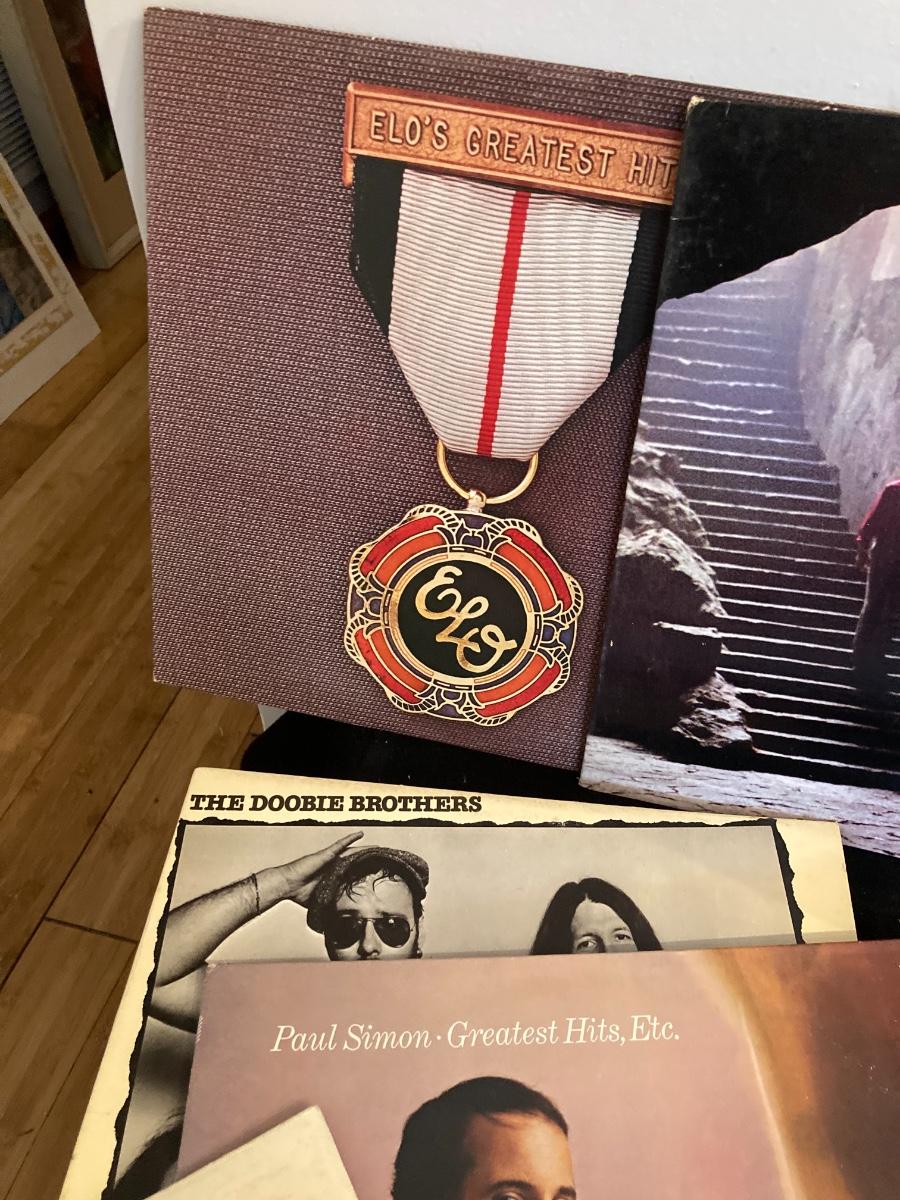 ELO'S GREATEST HIT
ELO
THE DOOBIE BROTHERS
Paul Simon · Greatest Hits, Etc.